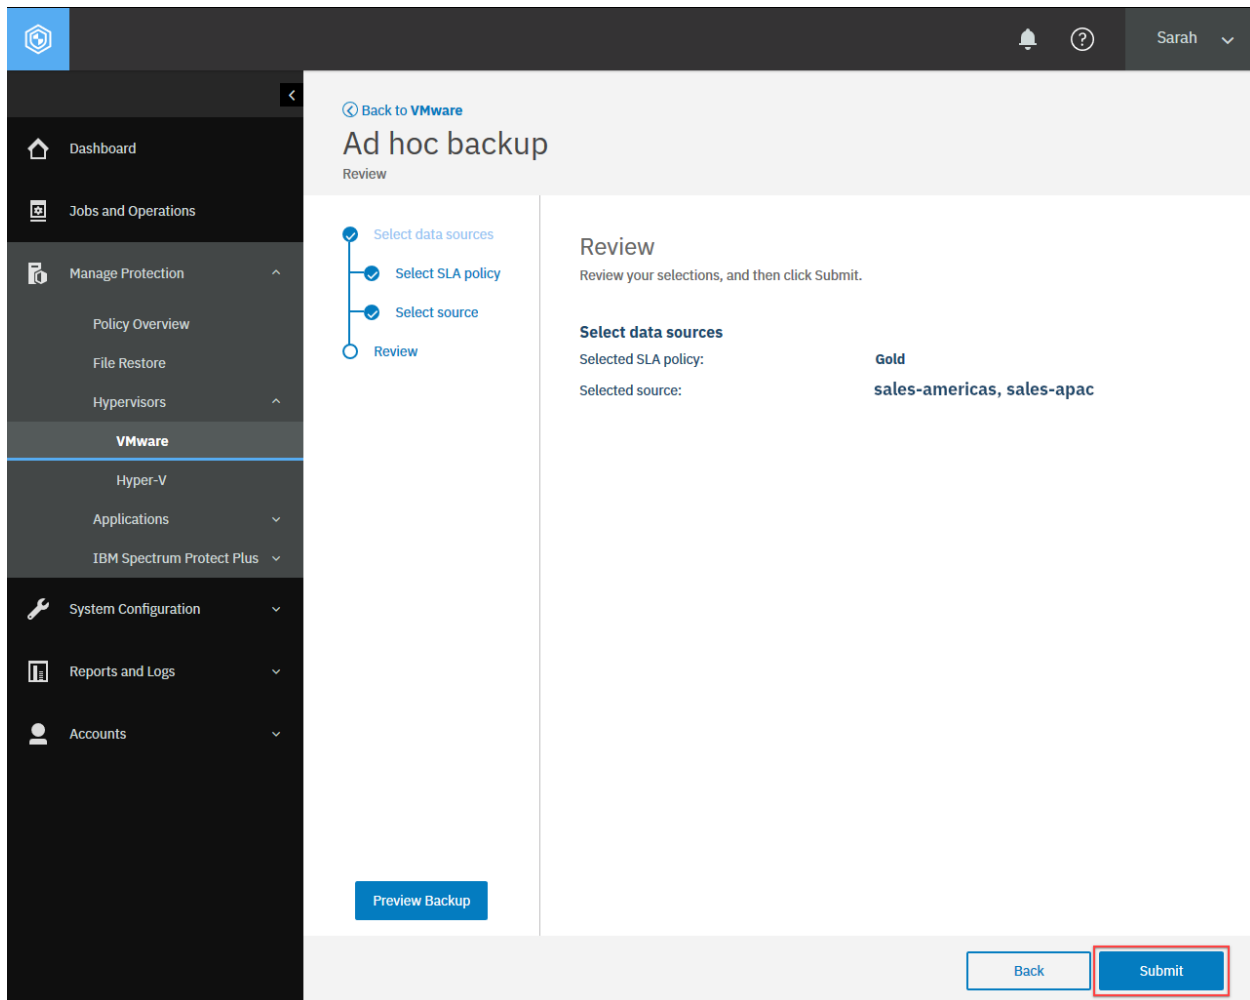 Sarah
Dashboard
Jobs and Operations
Manage Protection
Policy Overview
File Restore
Hypervisors
VMware
Hyper-V
Applications
IBM Spectrum Protect Plus
System Configuration
Reports and Logs
Accounts
Back to VMware
Ad hoc backup
Review
Select data sources
Select SLA policy
Select source
Review
Preview Backup
Review
Review your selections, and then click Submit.
Select data sources
Selected SLA policy: Gold
Selected source: sales-americas, sales-apac
Back
Submit